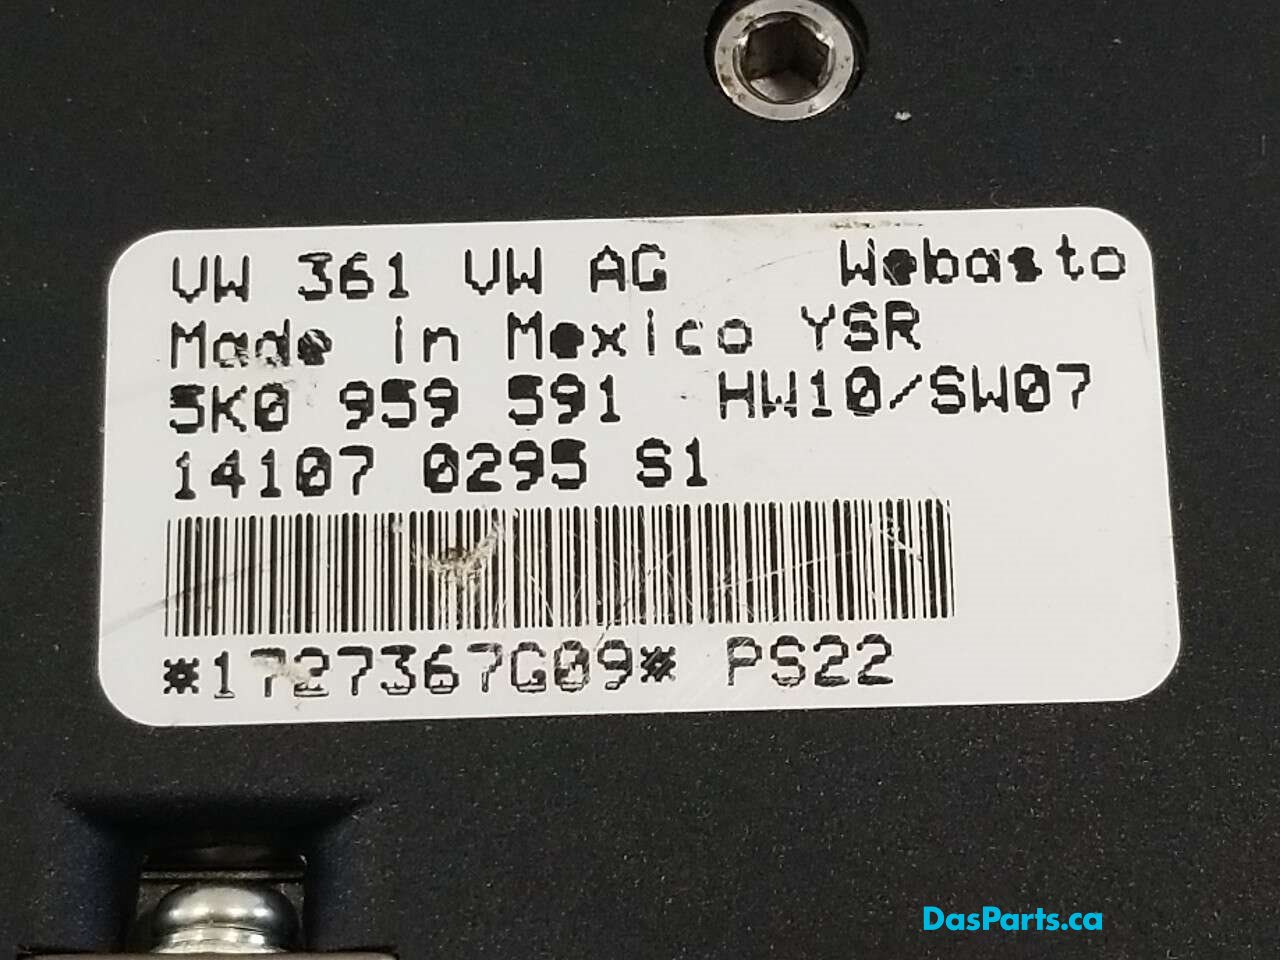 VW 361 VW AG Webasto
Made in Mexico YSR
5K0 959 591 HW10/SW07
14107 0295 S1
*1727367G09* PS22
DasParts.ca